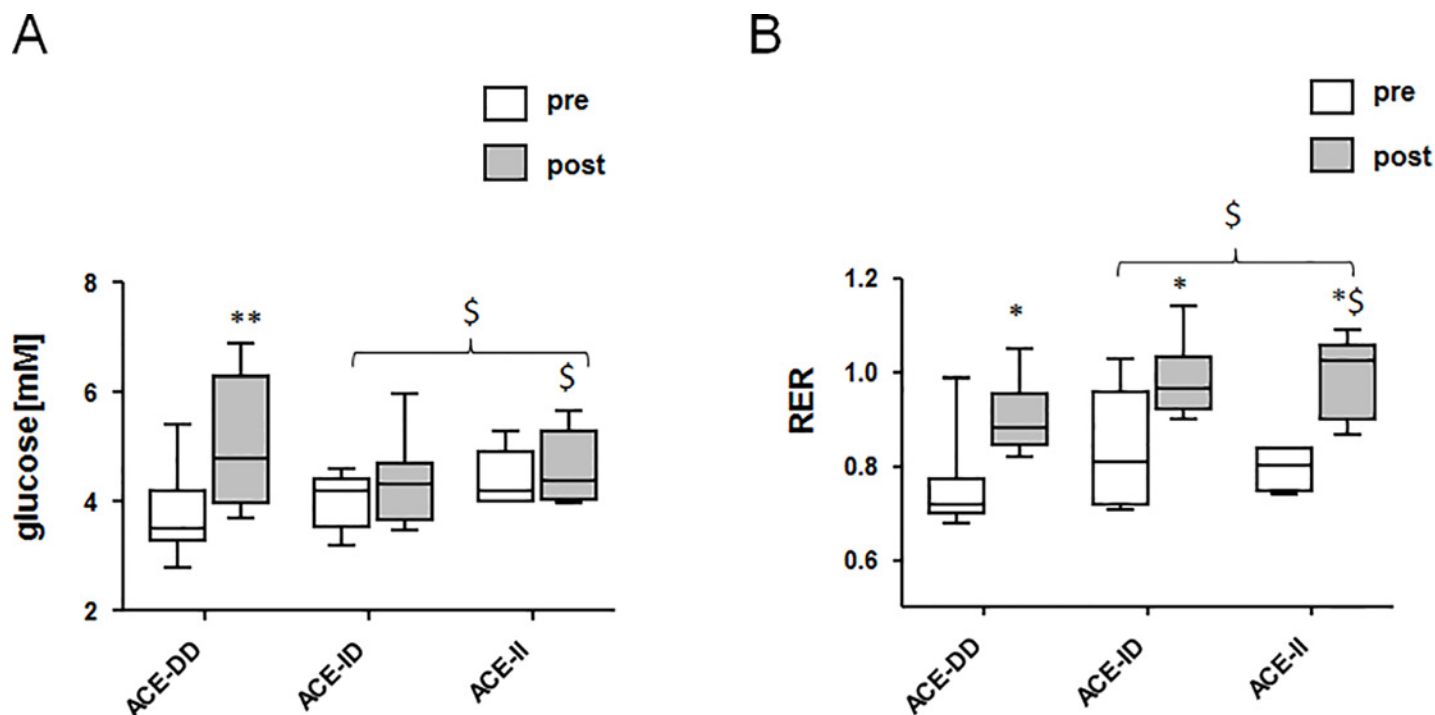 A
pre
post
$
**
$
8
6
4
2
glucose [mM]
ACE-DD
ACE-ID
ACE-II
B
pre
post
$
*
*
*$
1.2
1.0
0.8
0.6
RER
ACE-DD
ACE-ID
ACE-II